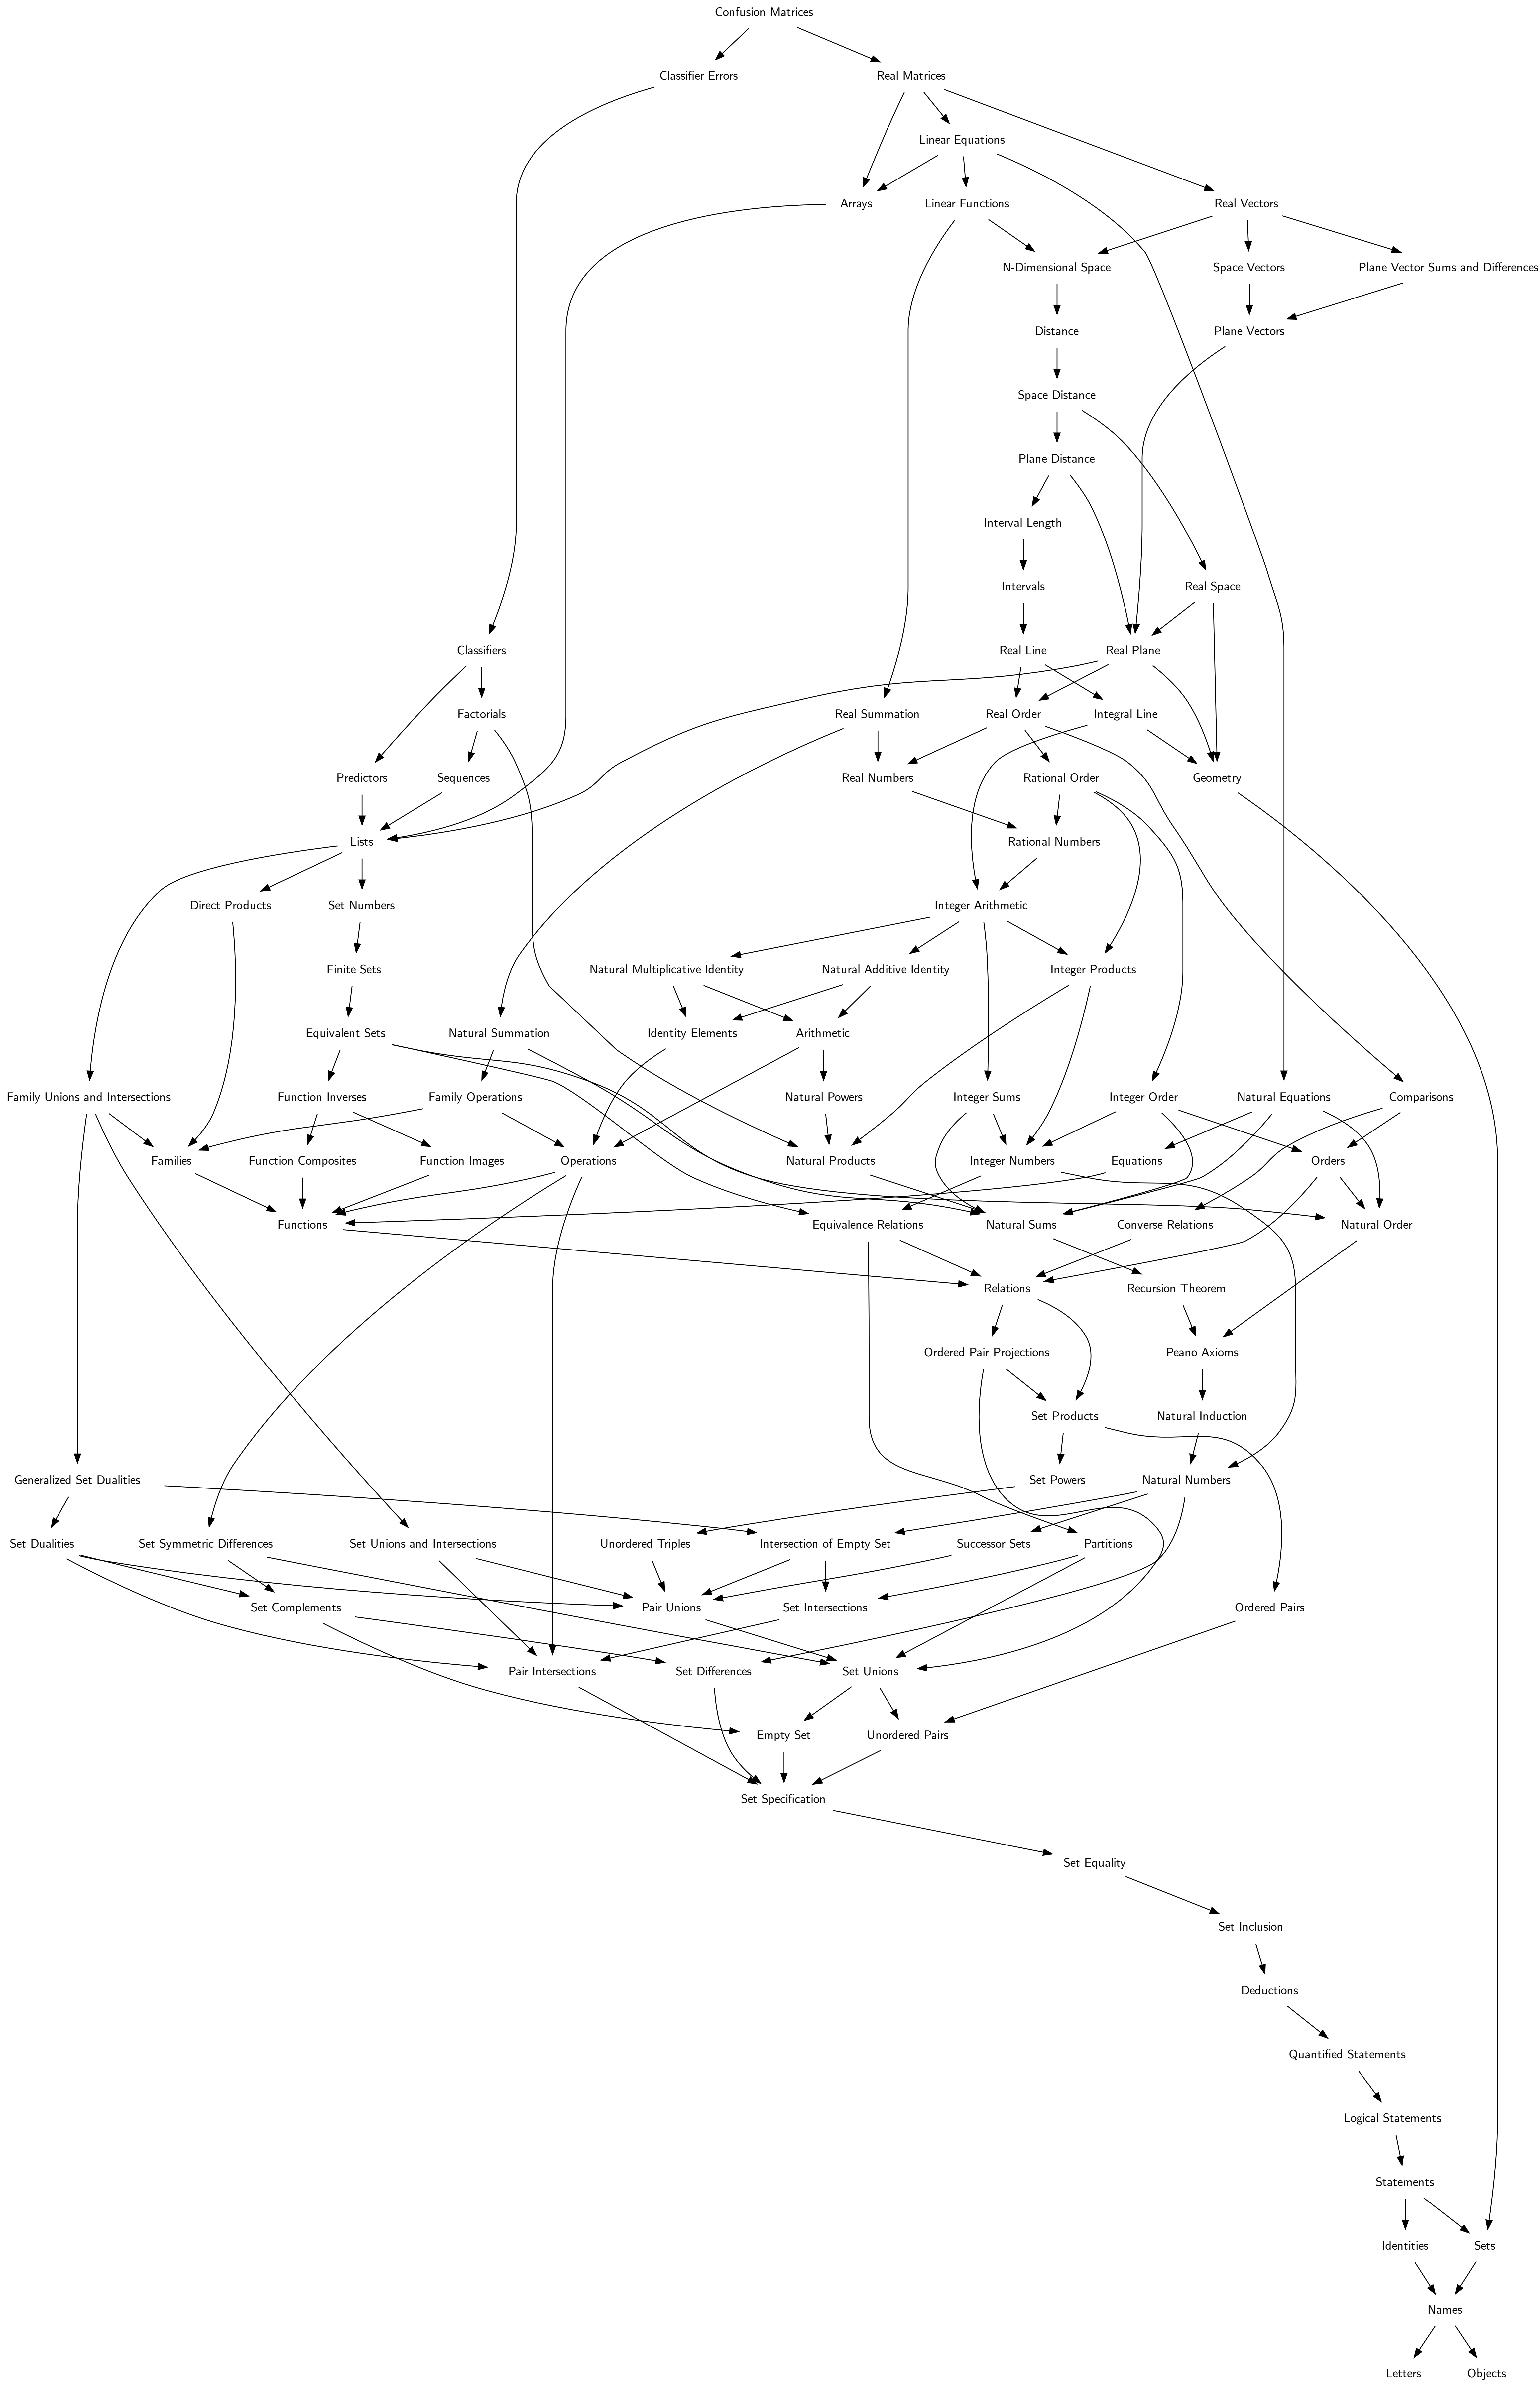 Confusion Matrices
Classifier Errors
Real Matrices
Linear Equations
Arrays
Linear Functions
Real Vectors
N-Dimensional Space
Space Vectors
Plane Vector Sums and Differences
Distance
Plane Vectors
Space Distance
Plane Distance
Interval Length
Intervals
Real Space
Classifiers
Real Line
Real Plane
Factorials
Real Summation
Real Order
Integral Line
Predictors
Sequences
Real Numbers
Rational Order
Geometry
Lists
Rational Numbers
Direct Products
Set Numbers
Integer Arithmetic
Finite Sets
Natural Multiplicative Identity
Natural Additive Identity
Integer Products
Equivalent Sets
Natural Summation
Identity Elements
Arithmetic
Family Unions and Intersections
Function Inverses
Family Operations
Natural Powers
Integer Sums
Integer Order
Natural Equations
Comparisons
Families
Function Composites
Function Images
Operations
Natural Products
Integer Numbers
Equations
Orders
Functions
Equivalence Relations
Natural Sums
Converse Relations
Natural Order
Relations
Recursion Theorem
Ordered Pair Projections
Peano Axioms
Set Products
Natural Induction
Generalized Set Dualities
Set Powers
Natural Numbers
Set Dualities
Set Symmetric Differences
Set Unions and Intersections
Unordered Triples
Intersection of Empty Set
Successor Sets
Partitions
Set Complements
Pair Unions
Set Intersections
Ordered Pairs
Pair Intersections
Set Differences
Set Unions
Empty Set
Unordered Pairs
Set Specification
Set Equality
Set Inclusion
Deductions
Quantified Statements
Logical Statements
Statements
Identities
Sets
Names
Letters
Objects